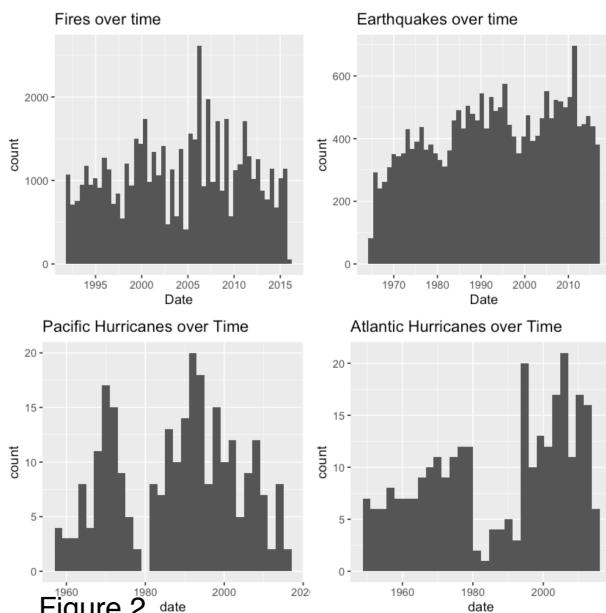 Fires over time
2000
1000
0
count
1995
2000
2005
2010
2015
Date
Earthquakes over time
600
400
200
0
count
1970
1980
1990
2000
2010
Date
Pacific Hurricanes over Time
20
15
10
5
0
count
1960
1980
2000
202
date
Atlantic Hurricanes over Time
20
15
10
5
0
count
1960
1980
2000
date
Figure 2